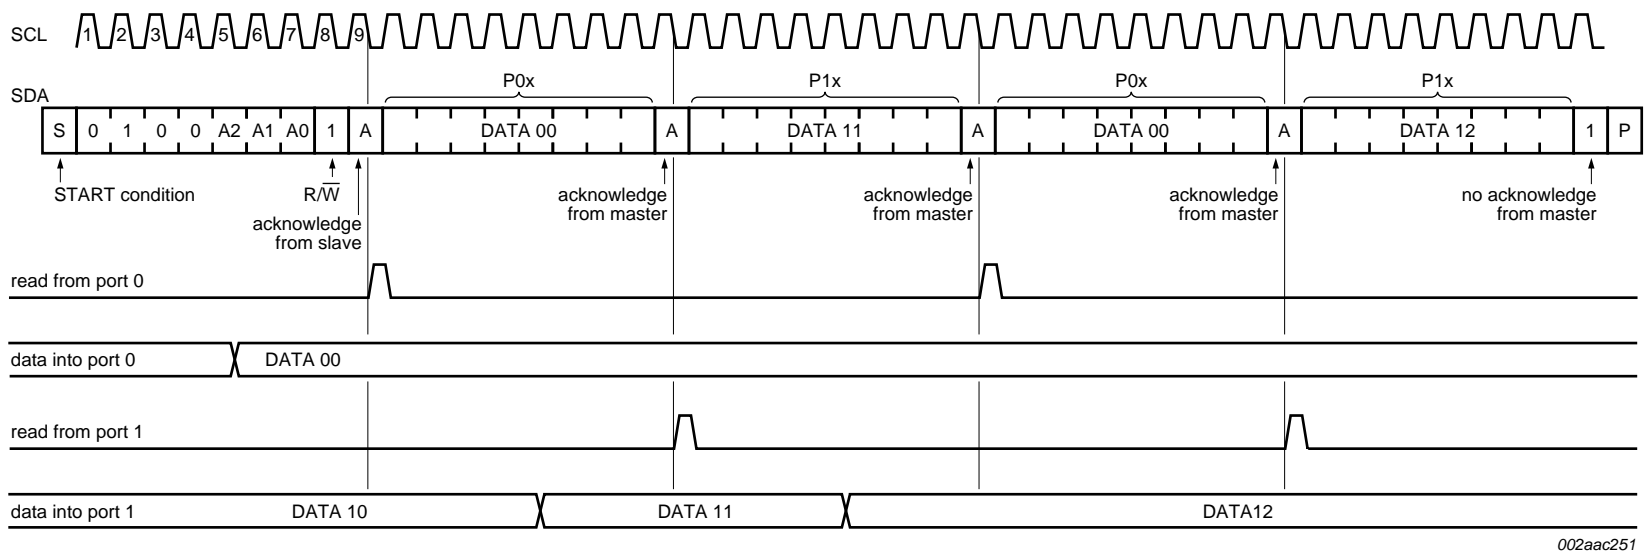 SCL 1 2 3 4 5 6 7 8 9
P0x P1x P0x P1x
SDA
S 0 1 0 0 A2 A1 A0 1 A DATA 00 A DATA 11 A DATA 00 A DATA 12 1 P
START condition R/W̅ acknowledge acknowledge acknowledge no acknowledge
from master from master from master from master
acknowledge
from slave
read from port 0
data into port 0 DATA 00
read from port 1
data into port 1 DATA 10 DATA 11 DATA12
002aac251